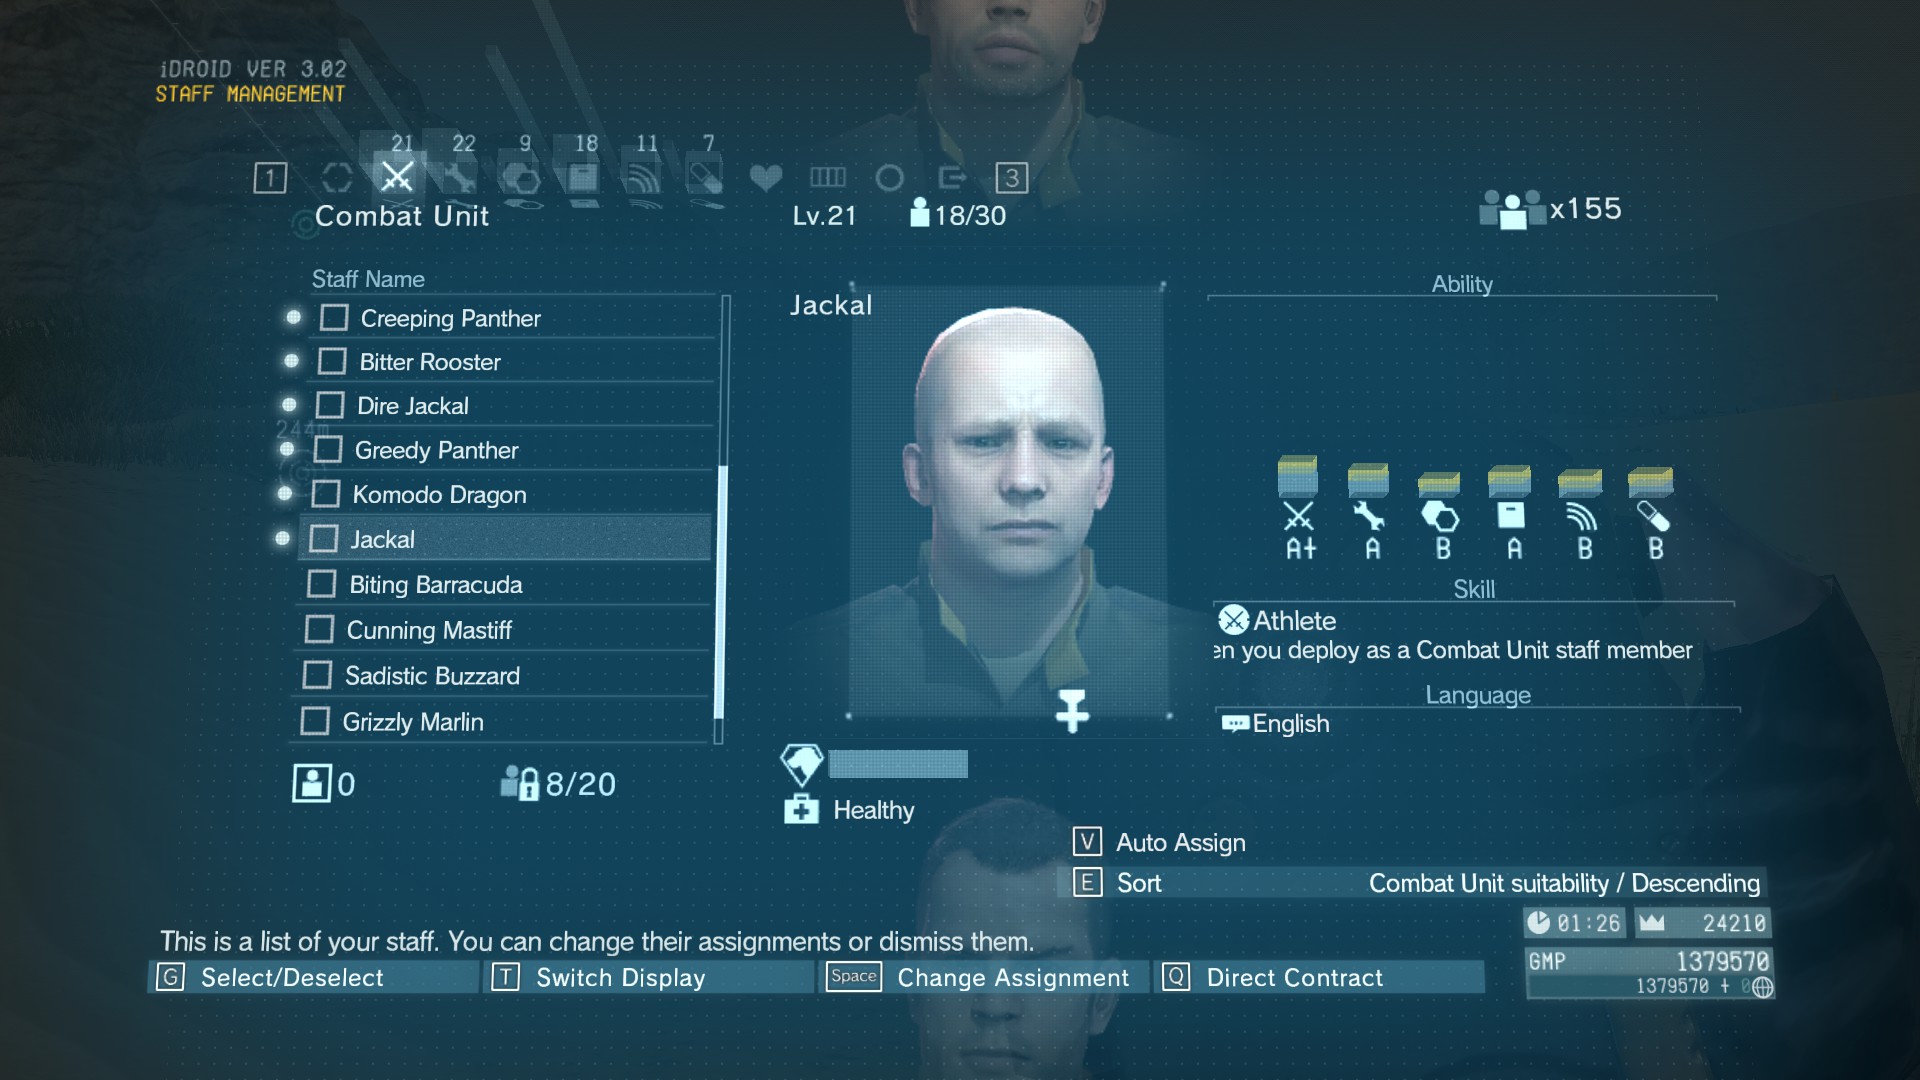 iDROID VER 3.02
STAFF MANAGEMENT
21 22 9 18 11 7
1 3
Combat Unit Lv.21 18/30 x155
Staff Name
Creeping Panther
Bitter Rooster
Dire Jackal
244m
Greedy Panther
Komodo Dragon
Jackal
Biting Barracuda
Cunning Mastiff
Sadistic Buzzard
Grizzly Marlin
0 8/20
Jackal
Healthy
Ability
A+ A B A B B
Skill
Athlete
en you deploy as a Combat Unit staff member
Language
English
V Auto Assign
E Sort Combat Unit suitability / Descending
01:26 24210
GMP 1379570
1379570 + 0
This is a list of your staff. You can change their assignments or dismiss them.
G Select/Deselect T Switch Display Space Change Assignment Q Direct Contract